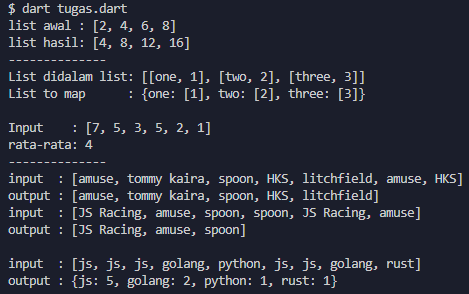 $ dart tugas.dart
list awal : [2, 4, 6, 8]
list hasil: [4, 8, 12, 16]
--------------
List didalam list: [[one, 1], [two, 2], [three, 3]]
List to map      : {one: [1], two: [2], three: [3]}

Input    : [7, 5, 3, 5, 2, 1]
rata-rata: 4
--------------
input  : [amuse, tommy kaira, spoon, HKS, litchfield, amuse, HKS]
output : [amuse, tommy kaira, spoon, HKS, litchfield]
input  : [JS Racing, amuse, spoon, spoon, JS Racing, amuse]
output : [JS Racing, amuse, spoon]

input  : [js, js, js, golang, python, js, js, golang, rust]
output : {js: 5, golang: 2, python: 1, rust: 1}